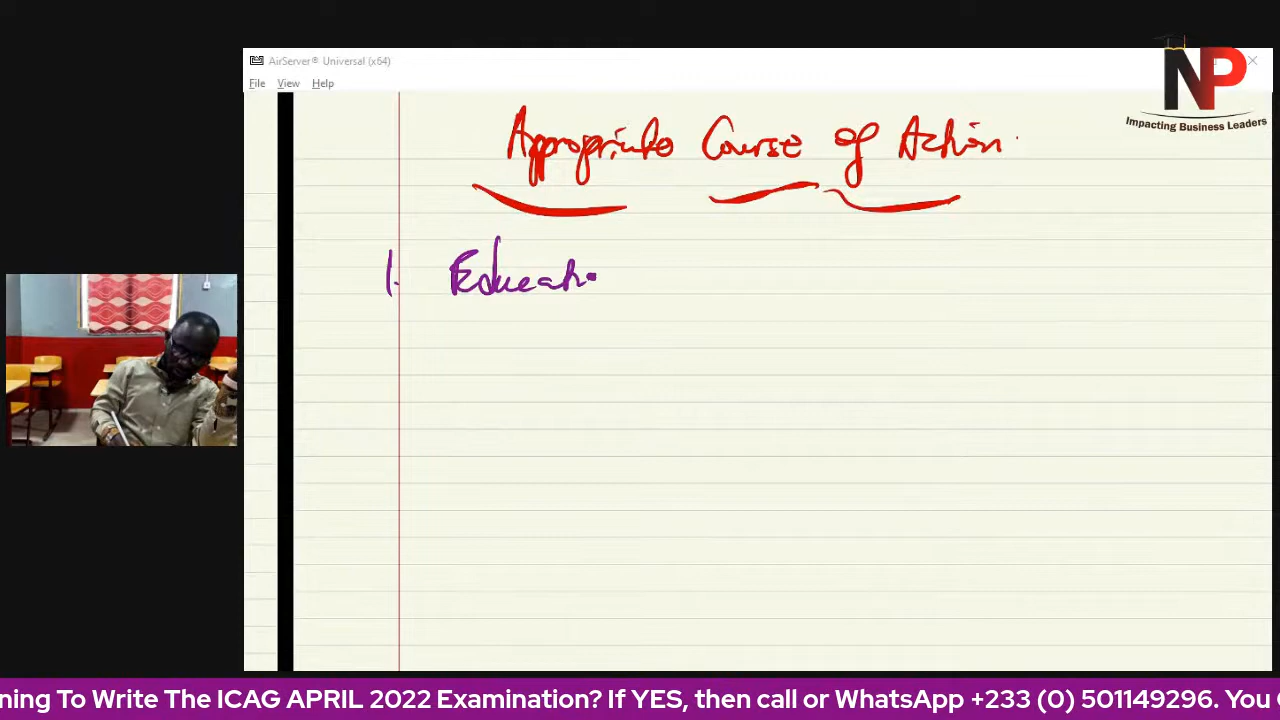 AirServer® Universal (x64)
File View Help
NP
Impacting Business Leaders
Appropriate Course of Action.
1. Educati
ning To Write The ICAG APRIL 2022 Examination? If YES, then call or WhatsApp +233 (0) 501149296. You